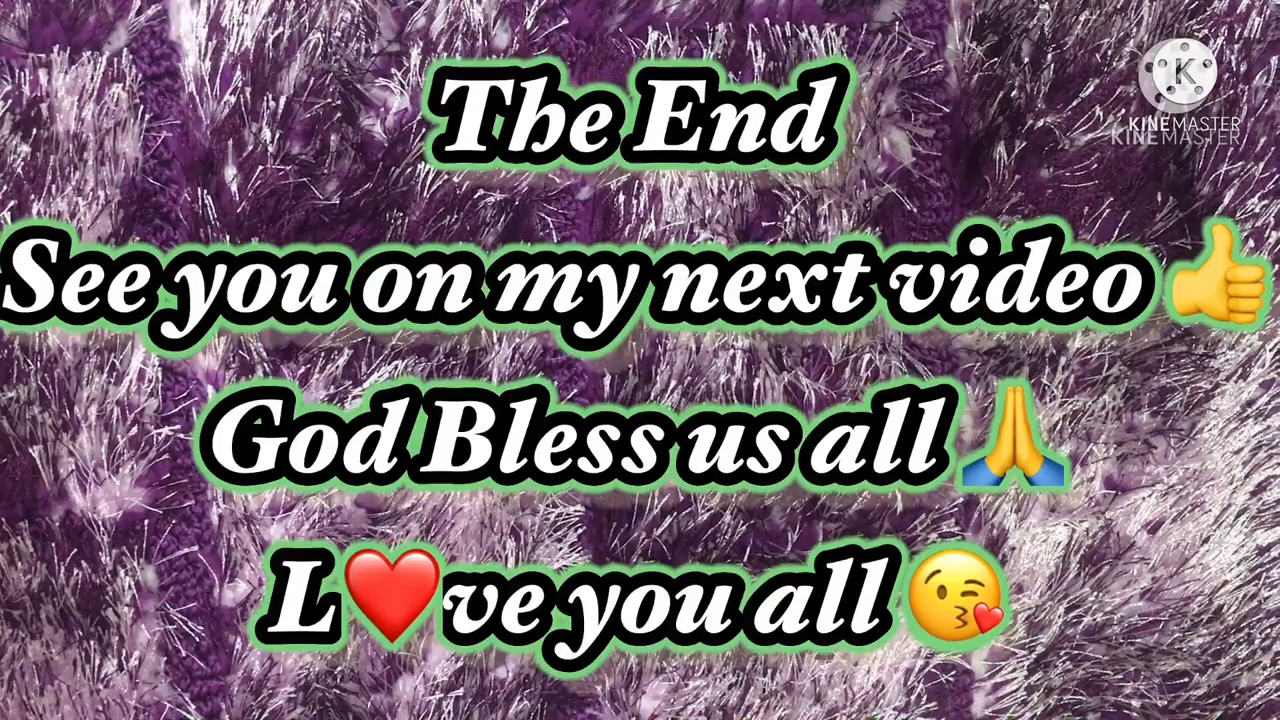 The End
KINEMASTER
See you on my next video 👍
God Bless us all 🙏
L❤️ve you all 😘